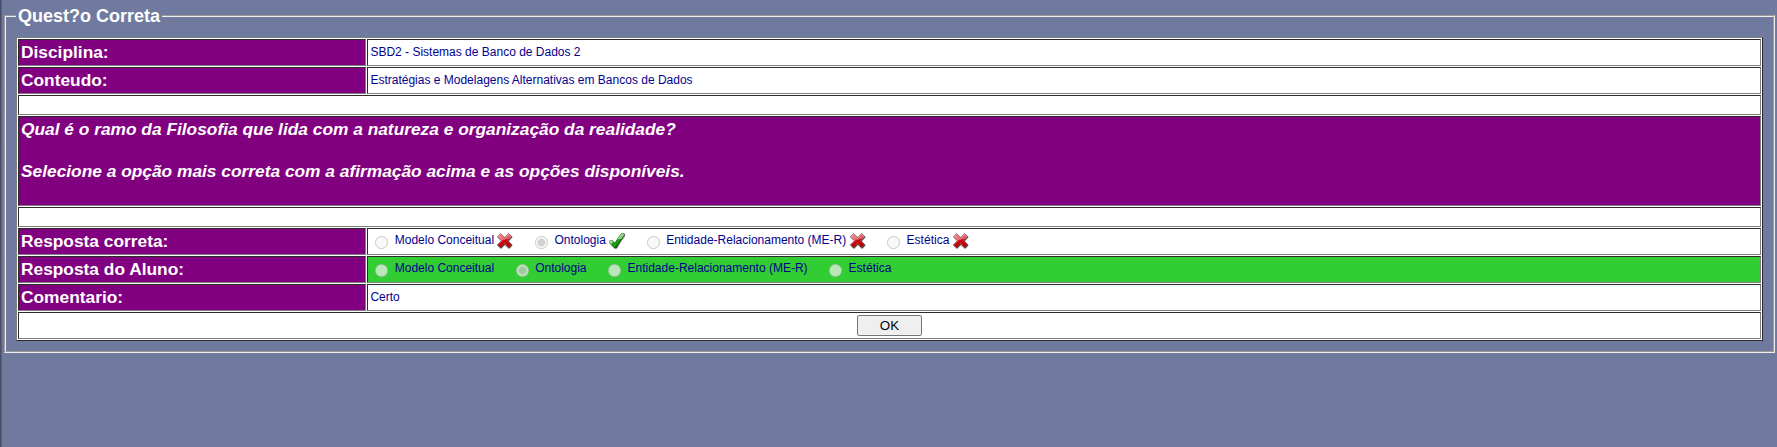 Quest?o Correta
Disciplina: SBD2 - Sistemas de Banco de Dados 2
Conteudo: Estratégias e Modelagens Alternativas em Bancos de Dados
Qual é o ramo da Filosofia que lida com a natureza e organização da realidade?
Selecione a opção mais correta com a afirmação acima e as opções disponíveis.
Resposta correta: Modelo Conceitual Ontologia Entidade-Relacionamento (ME-R) Estética
Resposta do Aluno: Modelo Conceitual Ontologia Entidade-Relacionamento (ME-R) Estética
Comentario: Certo
OK